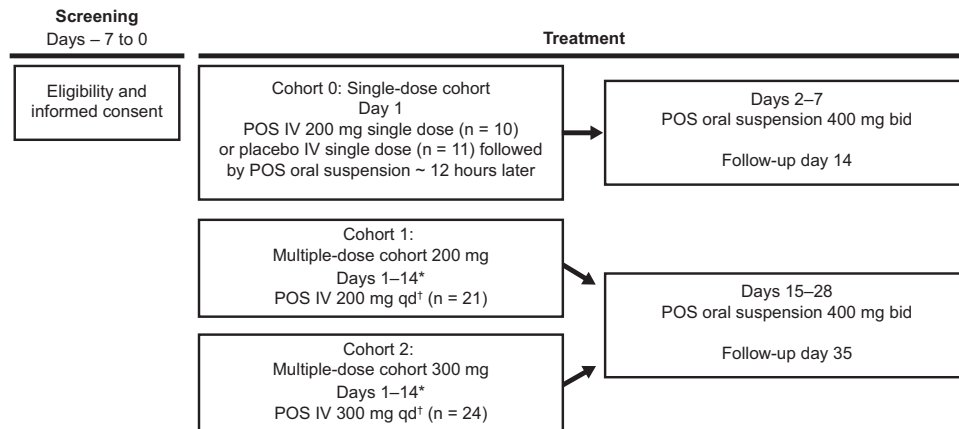 Screening
Days – 7 to 0
Treatment
Eligibility and
informed consent
Cohort 0: Single-dose cohort
Day 1
POS IV 200 mg single dose (n = 10)
or placebo IV single dose (n = 11) followed
by POS oral suspension ~ 12 hours later
Days 2–7
POS oral suspension 400 mg bid
Follow-up day 14
Cohort 1:
Multiple-dose cohort 200 mg
Days 1–14*
POS IV 200 mg qd† (n = 21)
Cohort 2:
Multiple-dose cohort 300 mg
Days 1–14*
POS IV 300 mg qd† (n = 24)
Days 15–28
POS oral suspension 400 mg bid
Follow-up day 35